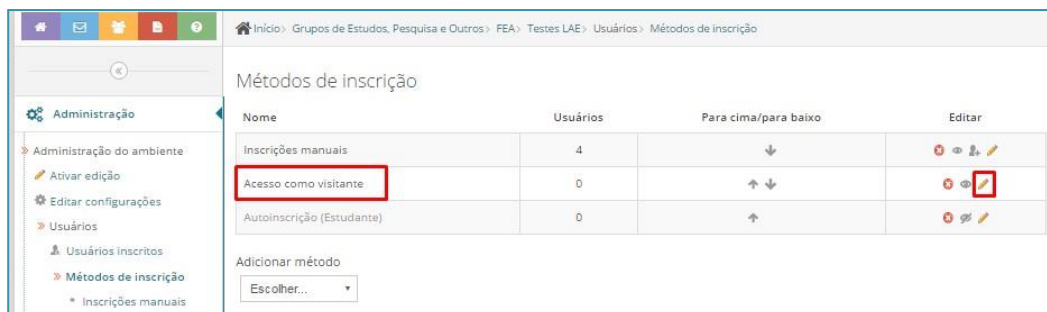 Início› Grupos de Estudos, Pesquisa e Outros› FEA› Testes LAE› Usuários› Métodos de inscrição
Métodos de inscrição
Administração
Administração do ambiente
Ativar edição
Editar configurações
Usuários
Usuários inscritos
Métodos de inscrição
Inscrições manuais
Nome Usuários Para cima/para baixo Editar
Inscrições manuais 4
Acesso como visitante 0
Autoinscrição (Estudante) 0
Adicionar método
Escolher...